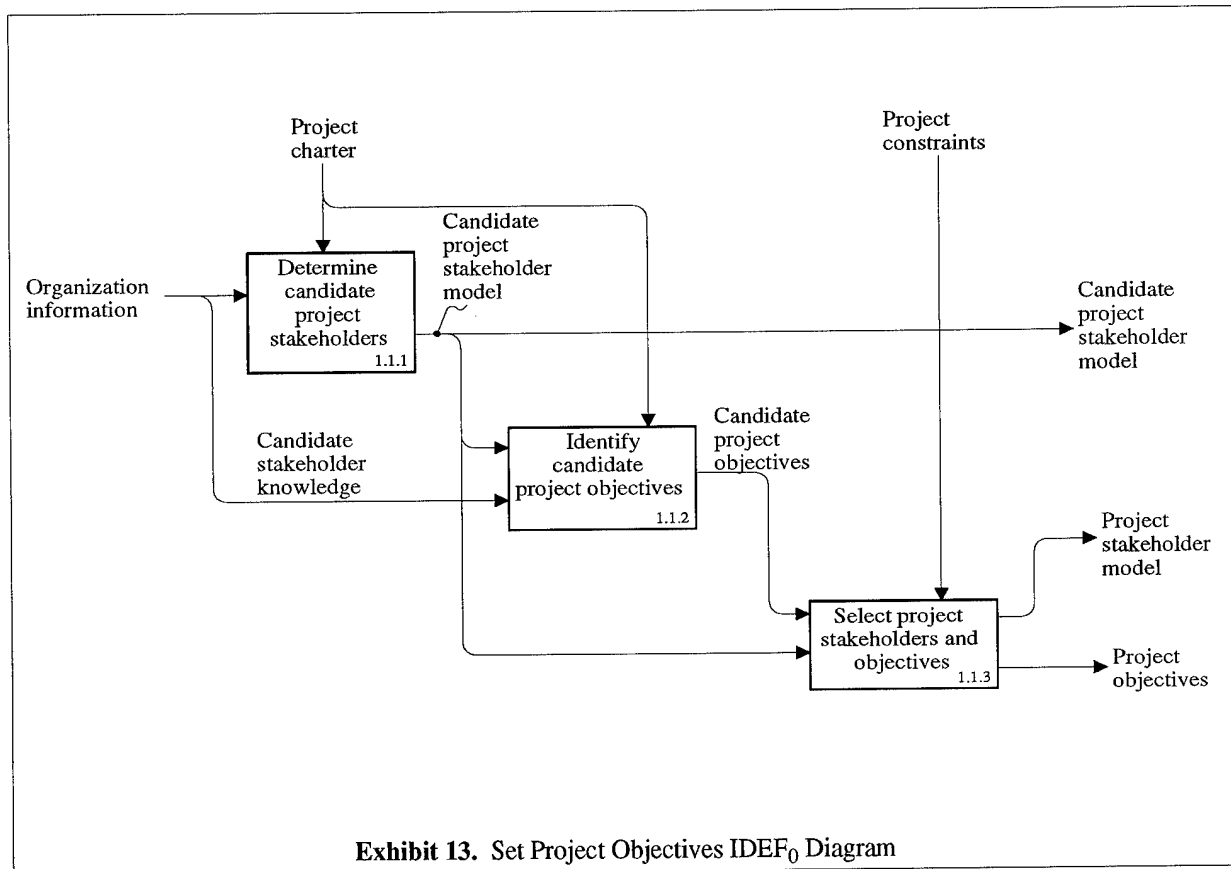 Project
charter
Project
constraints
Candidate
project
stakeholder
model
Organization
information
Determine
candidate
project
stakeholders
1.1.1
Candidate
project
stakeholder
model
Candidate
stakeholder
knowledge
Identify
candidate
project objectives
1.1.2
Candidate
project
objectives
Project
stakeholder
model
Select project
stakeholders and
objectives
1.1.3
Project
objectives
Exhibit 13. Set Project Objectives IDEF0 Diagram